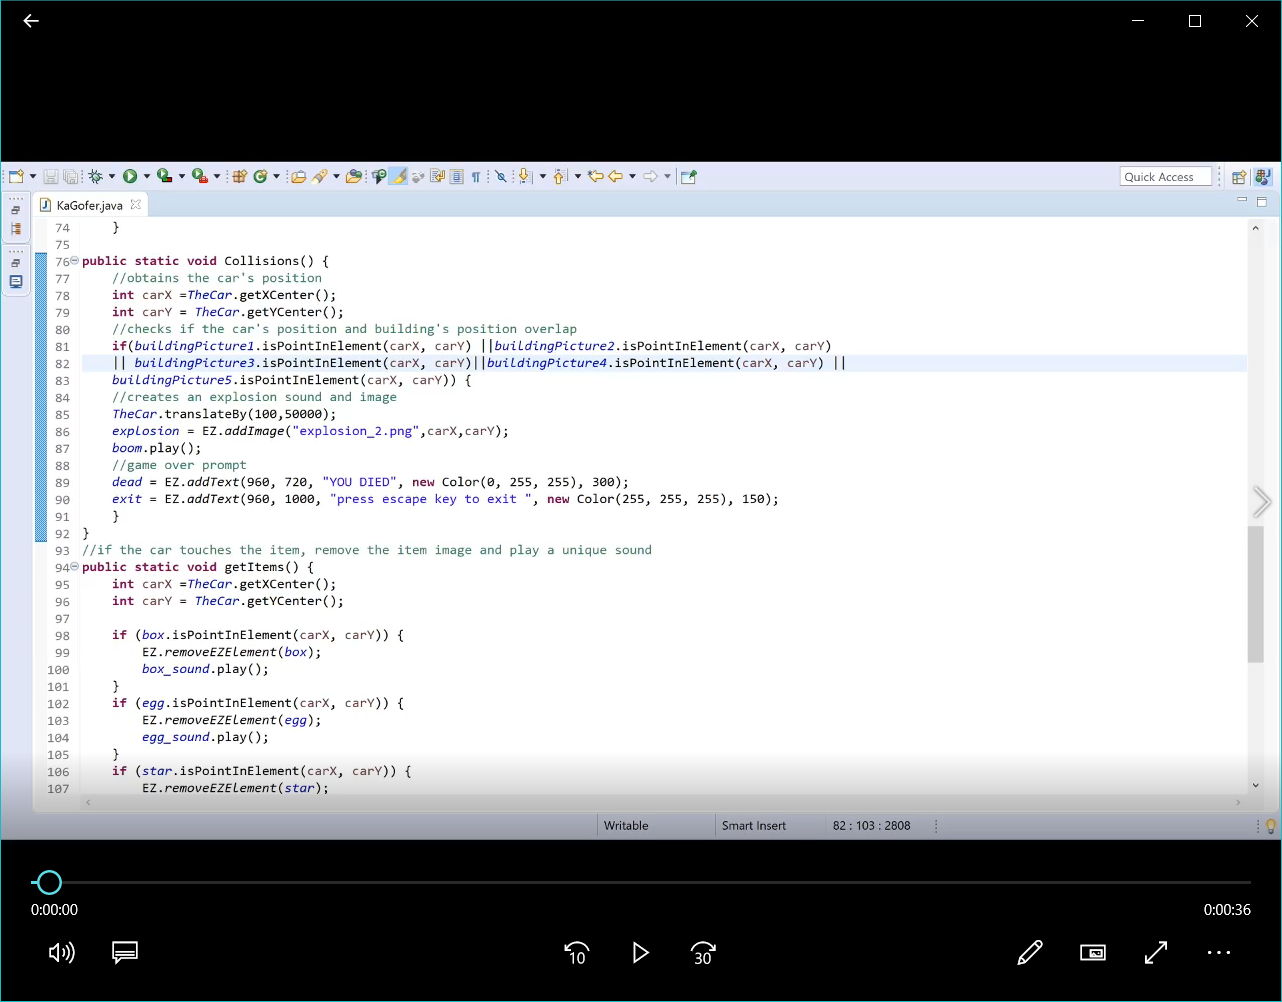 Quick Access
KaGofer.java
74 }
75
76 public static void Collisions() {
77 //obtains the car's position
78 int carX =TheCar.getXCenter();
79 int carY = TheCar.getYCenter();
80 //checks if the car's position and building's position overlap
81 if(buildingPicture1.isPointInElement(carX, carY) ||buildingPicture2.isPointInElement(carX, carY)
82 || buildingPicture3.isPointInElement(carX, carY)||buildingPicture4.isPointInElement(carX, carY) ||
83 buildingPicture5.isPointInElement(carX, carY)) {
84 //creates an explosion sound and image
85 TheCar.translateBy(100,50000);
86 explosion = EZ.addImage("explosion_2.png",carX,carY);
87 boom.play();
88 //game over prompt
89 dead = EZ.addText(960, 720, "YOU DIED", new Color(0, 255, 255), 300);
90 exit = EZ.addText(960, 1000, "press escape key to exit ", new Color(255, 255, 255), 150);
91 }
92 }
93 //if the car touches the item, remove the item image and play a unique sound
94 public static void getItems() {
95 int carX =TheCar.getXCenter();
96 int carY = TheCar.getYCenter();
97
98 if (box.isPointInElement(carX, carY)) {
99 EZ.removeEZElement(box);
100 box_sound.play();
101 }
102 if (egg.isPointInElement(carX, carY)) {
103 EZ.removeEZElement(egg);
104 egg_sound.play();
105 }
106 if (star.isPointInElement(carX, carY)) {
107 EZ.removeEZElement(star);
Writable Smart Insert 82 : 103 : 2808
0:00:00 0:00:36
10 30